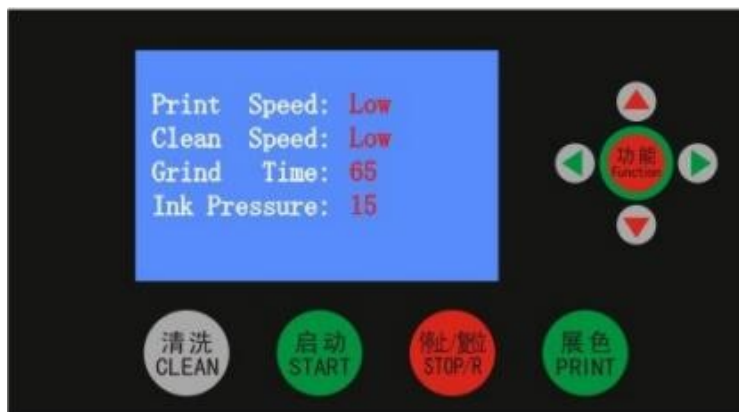 Print Speed: Low
Clean Speed: Low
Grind Time: 65
Ink Pressure: 15
功能
Function
清洗
CLEAN
启动
START
停止/复位
STOP/R
展色
PRINT